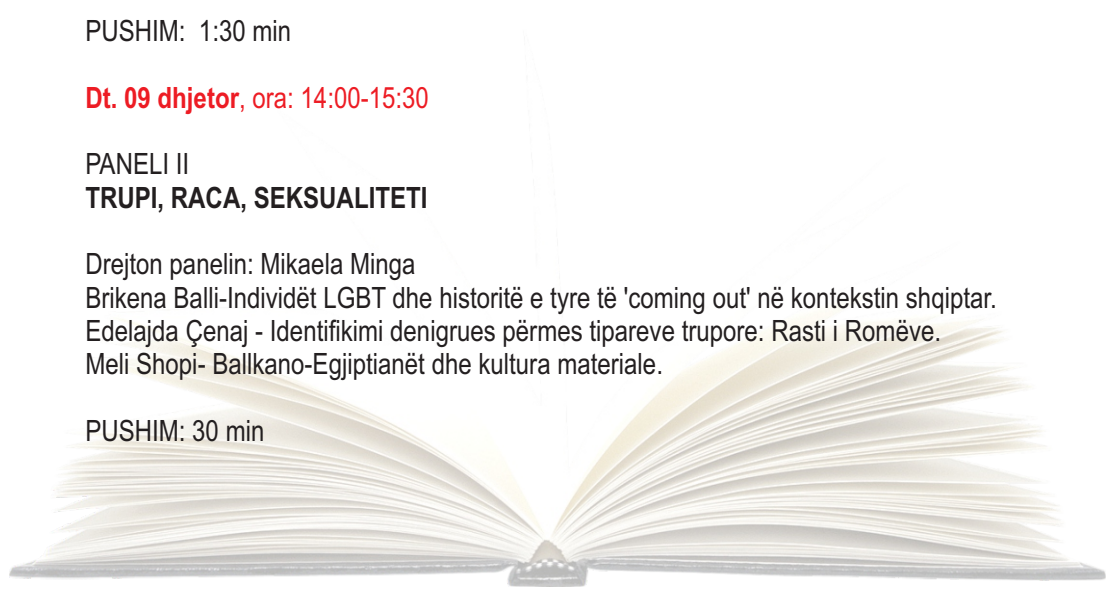 PUSHIM:  1:30 min
Dt. 09 dhjetor, ora: 14:00-15:30
PANELI II
TRUPI, RACA, SEKSUALITETI
Drejton panelin: Mikaela Minga
Brikena Balli-Individët LGBT dhe historitë e tyre të 'coming out' në kontekstin shqiptar.
Edelajda Çenaj - Identifikimi denigrues përmes tipareve trupore: Rasti i Romëve.
Meli Shopi- Ballkano-Egjiptianët dhe kultura materiale.
PUSHIM: 30 min